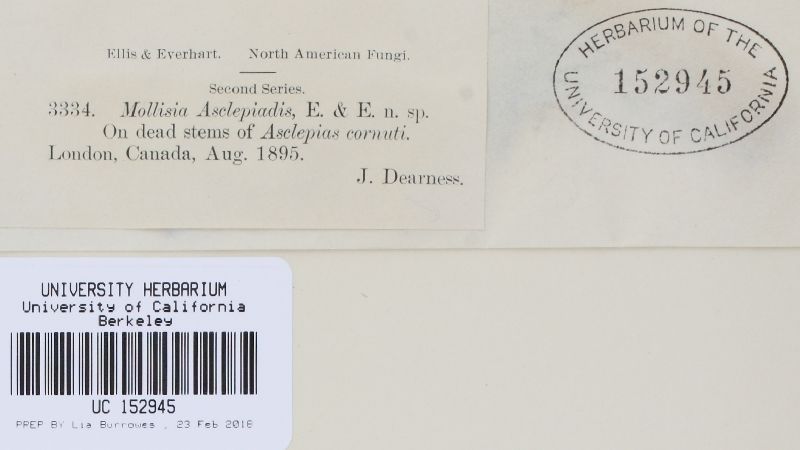 Ellis & Everhart. North American Fungi.
Second Series.
3334. Mollisia Asclepiadis, E. & E. n. sp.
On dead stems of Asclepias cornuti.
London, Canada, Aug. 1895.
J. Dearness.
HERBARIUM OF THE
152945
UNIVERSITY OF CALIFORNIA
UNIVERSITY HERBARIUM
University of California
Berkeley
UC 152945
PREP BY Lia Burrowes , 23 Feb 2018